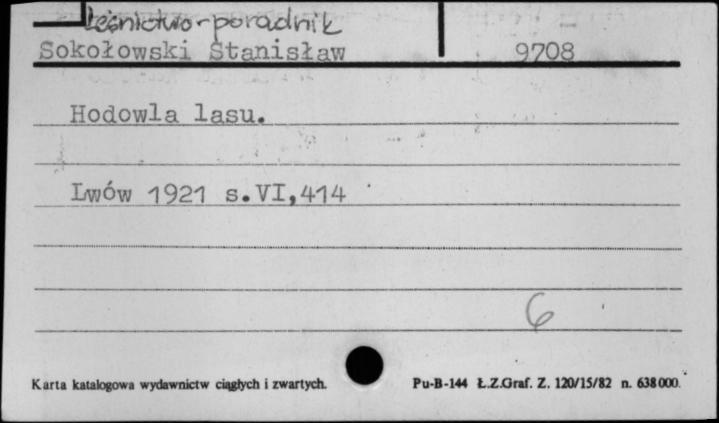 Leśnictwo-poradnik
Sokołowski Stanisław 9708
Hodowla lasu.
Lwów 1921 s.VI,414
6
Karta katalogowa wydawnictw ciągłych i zwartych. Pu-B-144 Ł.Z.Graf. Z. 120/15/82 n. 638000.